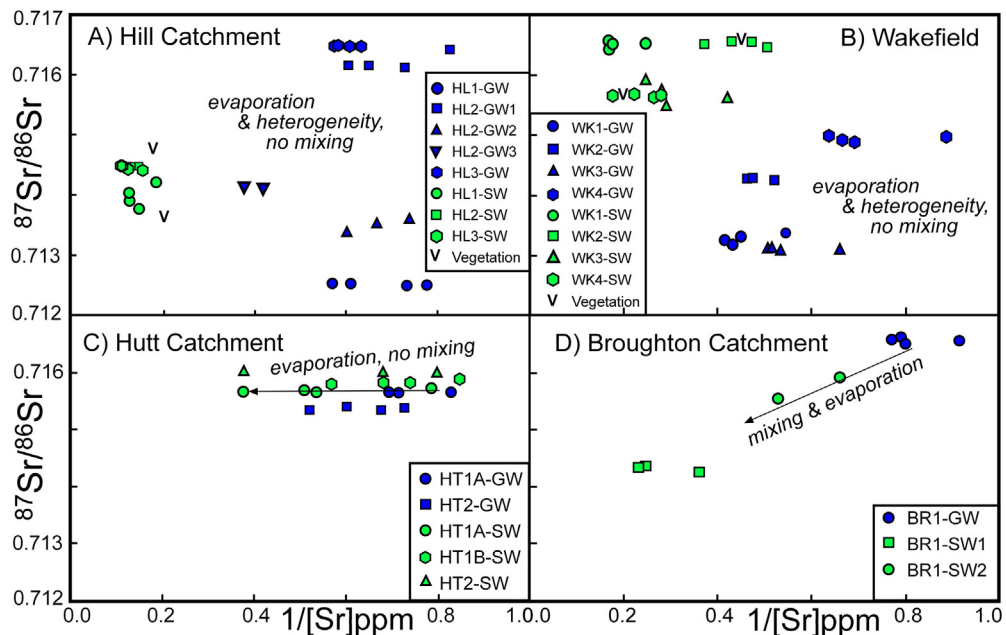 0.717
0.716
0.713
0.712
87Sr/86Sr
A) Hill Catchment
evaporation
& heterogeneity,
no mixing
V
V
HL1-GW
HL2-GW1
HL2-GW2
HL2-GW3
HL3-GW
HL1-SW
HL2-SW
HL3-SW
V Vegetation
B) Wakefield
V
V
WK1-GW
WK2-GW
WK3-GW
WK4-GW
WK1-SW
WK2-SW
WK3-SW
WK4-SW
V Vegetation
evaporation
& heterogeneity,
no mixing
0.716
0.713
0.712
87Sr/86Sr
C) Hutt Catchment
evaporation, no mixing
HT1A-GW
HT2-GW
HT1A-SW
HT1B-SW
HT2-SW
0.0 0.2 0.4 0.6 0.8 1.0
1/[Sr]ppm
D) Broughton Catchment
mixing & evaporation
BR1-GW
BR1-SW1
BR1-SW2
0.2 0.4 0.6 0.8 1.0
1/[Sr]ppm